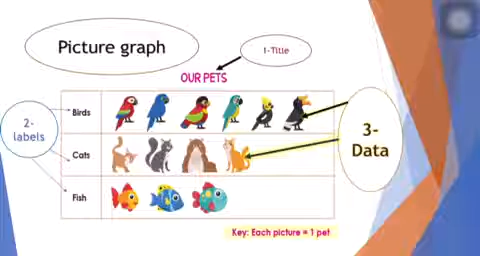 Picture graph
1-Title
OUR PETS
2-
labels
Birds
Cats
Fish
3-
Data
Key: Each picture = 1 pet